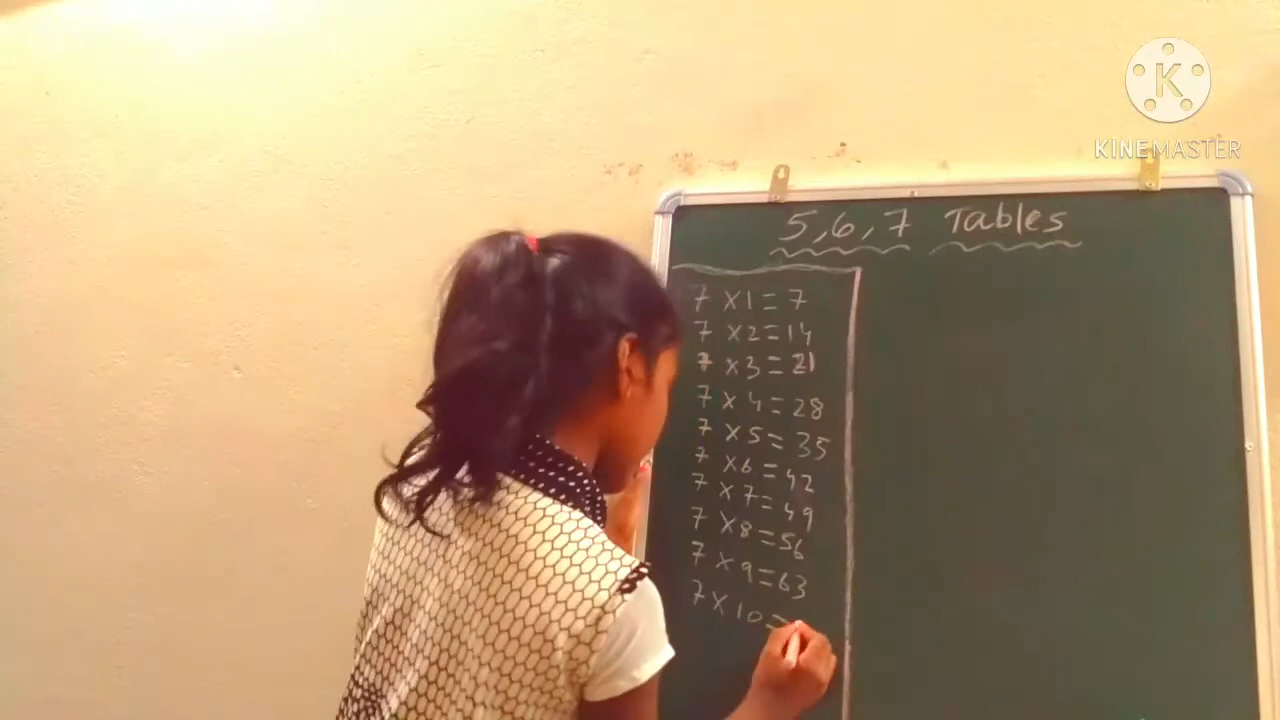 K
KINEMASTER
5,6,7 Tables
7 x 1 = 7
7 x 2 = 14
7 x 3 = 21
7 x 4 = 28
7 x 5 = 35
7 x 6 = 42
7 x 7 = 49
7 x 8 = 56
7 x 9 = 63
7 x 10 =